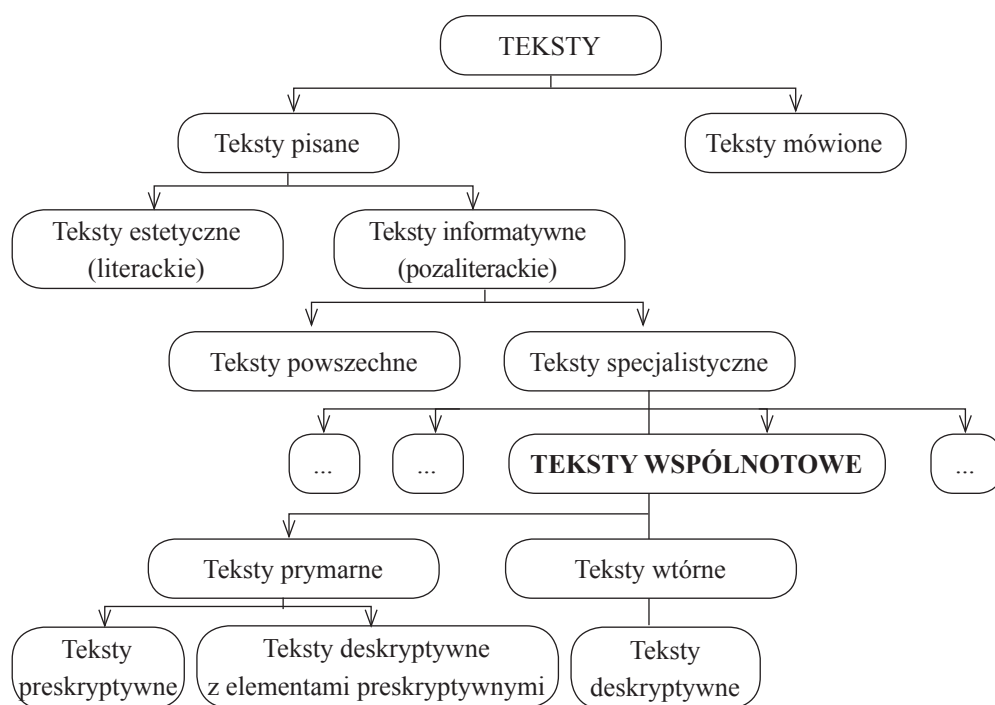 TEKSTY
Teksty pisane
Teksty mówione
Teksty estetyczne
(literackie)
Teksty informatywne
(pozaliterackie)
Teksty powszechne
Teksty specjalistyczne
...
...
TEKSTY WSPÓLNOTOWE
...
Teksty prymarne
Teksty wtórne
Teksty
preskryptywne
Teksty deskryptywne
z elementami preskryptywnymi
Teksty
deskryptywne